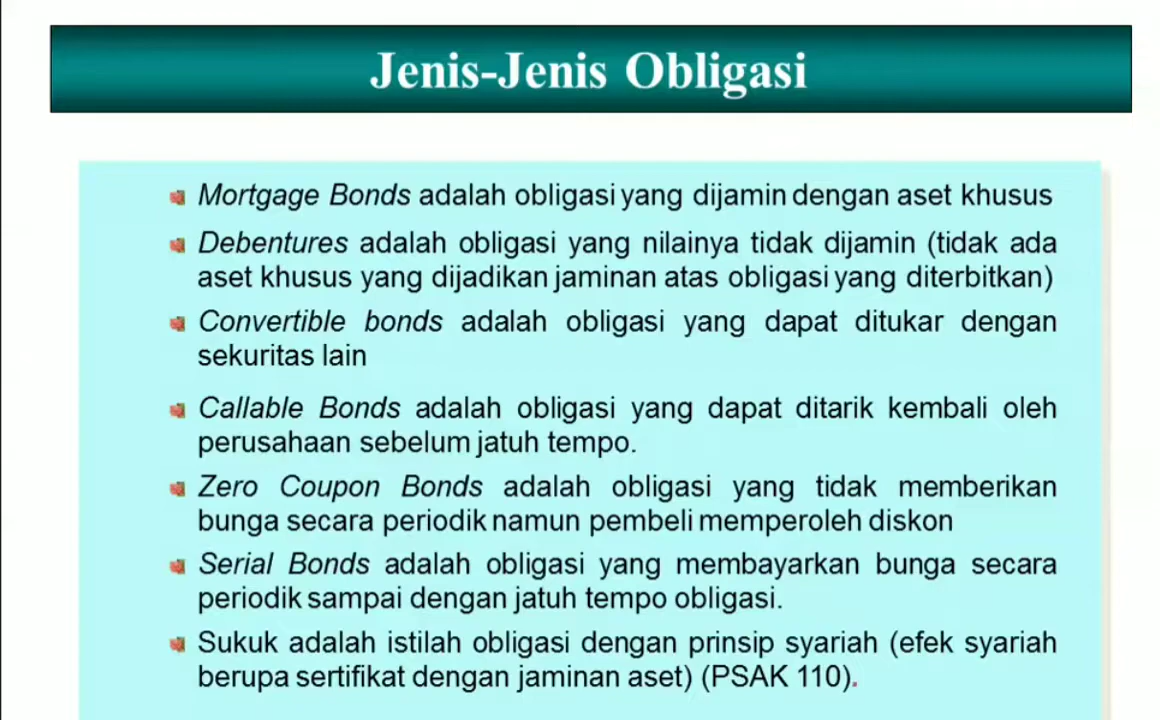 Jenis-Jenis Obligasi
Mortgage Bonds adalah obligasi yang dijamin dengan aset khusus
Debentures adalah obligasi yang nilainya tidak dijamin (tidak ada
aset khusus yang dijadikan jaminan atas obligasi yang diterbitkan)
Convertible bonds adalah obligasi yang dapat ditukar dengan
sekuritas lain
Callable Bonds adalah obligasi yang dapat ditarik kembali oleh
perusahaan sebelum jatuh tempo.
Zero Coupon Bonds adalah obligasi yang tidak memberikan
bunga secara periodik namun pembeli memperoleh diskon
Serial Bonds adalah obligasi yang membayarkan bunga secara
periodik sampai dengan jatuh tempo obligasi.
Sukuk adalah istilah obligasi dengan prinsip syariah (efek syariah
berupa sertifikat dengan jaminan aset) (PSAK 110).